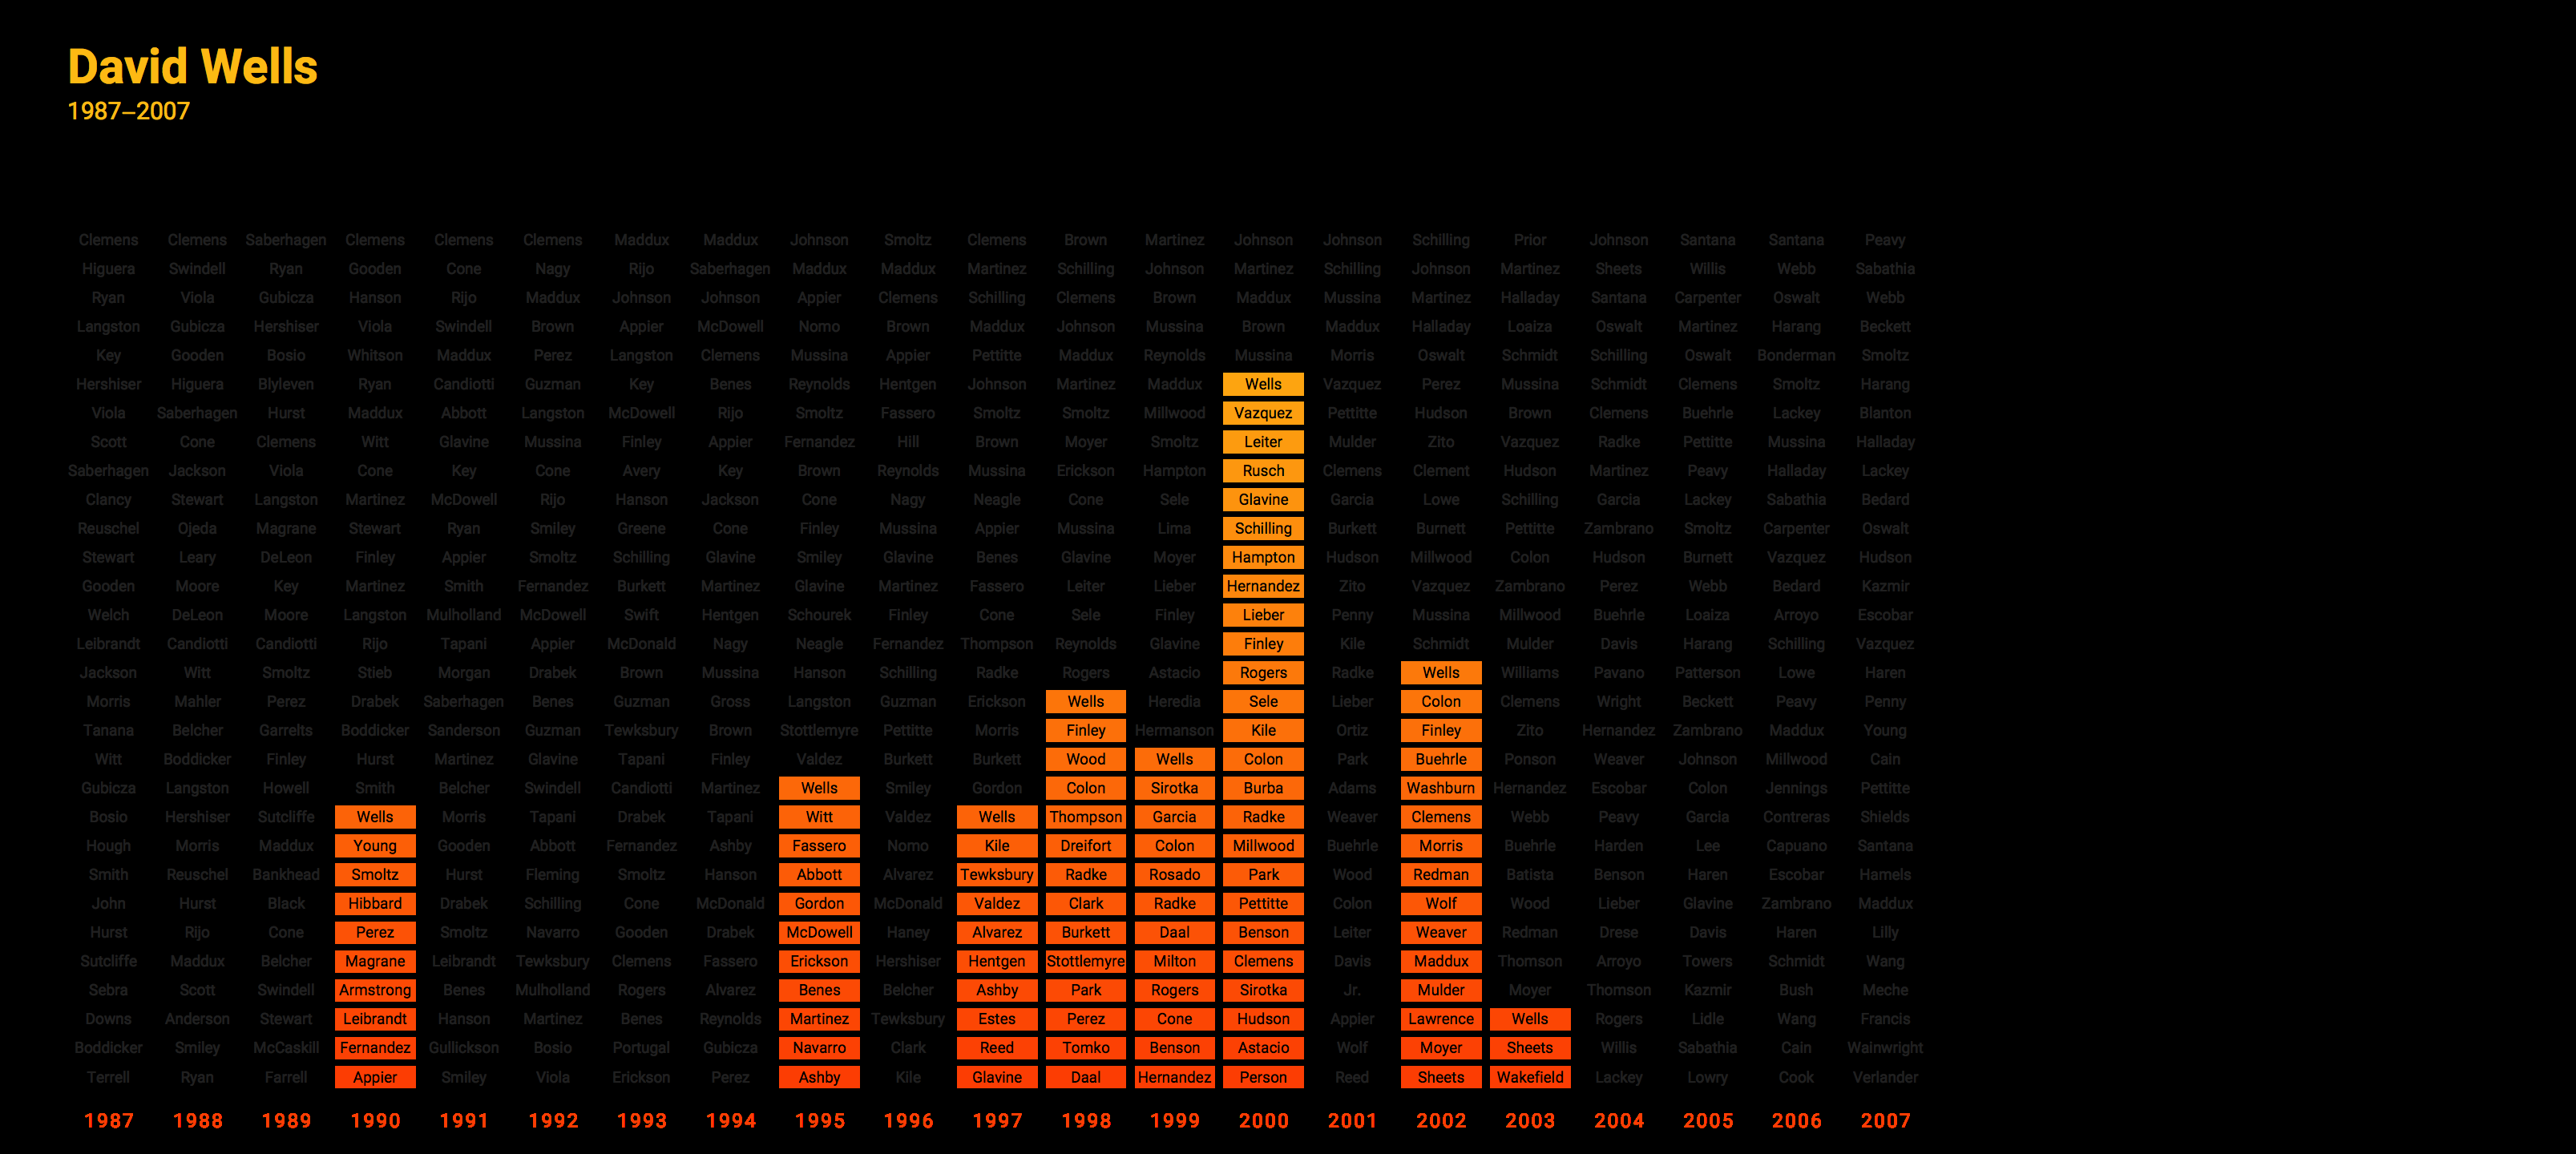 David Wells
1987–2007
Clemens Clemens Saberhagen Clemens Clemens Clemens Maddux Maddux Johnson Smoltz Clemens Brown Martinez Johnson Johnson Schilling Prior Johnson Santana Santana Peavy
Higuera Swindell Ryan Gooden Cone Nagy Rijo Saberhagen Maddux Maddux Martinez Schilling Johnson Martinez Schilling Johnson Martinez Sheets Willis Webb Sabathia
Ryan Viola Gubicza Hanson Rijo Maddux Johnson Johnson Appier Clemens Schilling Clemens Brown Maddux Mussina Martinez Halladay Santana Carpenter Oswalt Webb
Langston Gubicza Hershiser Viola Swindell Brown Appier McDowell Nomo Brown Maddux Johnson Mussina Brown Maddux Halladay Loaiza Oswalt Martinez Harang Beckett
Key Gooden Bosio Whitson Maddux Perez Langston Clemens Mussina Appier Pettitte Maddux Reynolds Mussina Morris Oswalt Schmidt Schilling Oswalt Bonderman Smoltz
Hershiser Higuera Blyleven Ryan Candiotti Guzman Key Benes Reynolds Hentgen Johnson Martinez Maddux Wells Vazquez Perez Mussina Schmidt Clemens Smoltz Harang
Viola Saberhagen Hurst Maddux Abbott Langston McDowell Rijo Smoltz Fassero Smoltz Smoltz Millwood Vazquez Pettitte Hudson Brown Clemens Buehrle Lackey Blanton
Scott Cone Clemens Witt Glavine Mussina Finley Appier Fernandez Hill Brown Moyer Smoltz Leiter Mulder Zito Vazquez Radke Pettitte Mussina Halladay
Saberhagen Jackson Viola Cone Key Cone Avery Key Brown Reynolds Mussina Erickson Hampton Rusch Clemens Clement Hudson Martinez Peavy Halladay Lackey
Clancy Stewart Langston Martinez McDowell Rijo Hanson Jackson Cone Nagy Neagle Cone Sele Glavine Garcia Lowe Schilling Garcia Lackey Sabathia Bedard
Reuschel Ojeda Magrane Stewart Ryan Smiley Greene Cone Finley Mussina Appier Mussina Lima Schilling Burkett Burnett Pettitte Zambrano Smoltz Carpenter Oswalt
Stewart Leary DeLeon Finley Appier Smoltz Schilling Glavine Smiley Glavine Benes Glavine Moyer Hampton Hudson Millwood Colon Hudson Burnett Vazquez Hudson
Gooden Moore Key Martinez Smith Fernandez Burkett Martinez Glavine Martinez Fassero Leiter Lieber Hernandez Zito Vazquez Zambrano Perez Webb Bedard Kazmir
Welch DeLeon Moore Langston Mulholland McDowell Swift Hentgen Schourek Finley Cone Sele Finley Lieber Penny Mussina Millwood Buehrle Loaiza Arroyo Escobar
Leibrandt Candiotti Candiotti Rijo Tapani Appier McDonald Nagy Neagle Fernandez Thompson Reynolds Glavine Finley Kile Schmidt Mulder Davis Harang Schilling Vazquez
Jackson Witt Smoltz Stieb Morgan Drabek Brown Mussina Hanson Schilling Radke Rogers Astacio Rogers Radke Wells Williams Pavano Patterson Lowe Haren
Morris Mahler Perez Drabek Saberhagen Benes Guzman Gross Langston Guzman Erickson Wells Heredia Sele Lieber Colon Clemens Wright Beckett Peavy Penny
Tanana Belcher Garrelts Boddicker Sanderson Guzman Tewksbury Brown Stottlemyre Pettitte Morris Finley Hermanson Kile Ortiz Finley Zito Hernandez Zambrano Maddux Young
Witt Boddicker Finley Hurst Martinez Glavine Tapani Finley Valdez Burkett Burkett Wood Wells Colon Park Buehrle Ponson Weaver Johnson Millwood Cain
Gubicza Langston Howell Smith Belcher Swindell Candiotti Martinez Wells Smiley Gordon Colon Sirotka Burba Adams Washburn Hernandez Escobar Colon Jennings Pettitte
Bosio Hershiser Sutcliffe Wells Morris Tapani Drabek Tapani Witt Valdez Wells Thompson Garcia Radke Weaver Clemens Webb Peavy Garcia Contreras Shields
Hough Morris Maddux Young Gooden Abbott Fernandez Ashby Fassero Nomo Kile Dreifort Colon Millwood Buehrle Morris Buehrle Harden Lee Capuano Santana
Smith Reuschel Bankhead Smoltz Hurst Fleming Smoltz Hanson Abbott Alvarez Tewksbury Radke Rosado Park Wood Redman Batista Benson Haren Escobar Hamels
John Hurst Black Hibbard Drabek Schilling Cone McDonald Gordon McDonald Valdez Clark Radke Pettitte Colon Wolf Wood Lieber Glavine Zambrano Maddux
Hurst Rijo Cone Perez Smoltz Navarro Gooden Drabek McDowell Haney Alvarez Burkett Daal Benson Leiter Weaver Redman Drese Davis Haren Lilly
Sutcliffe Maddux Belcher Magrane Leibrandt Tewksbury Clemens Fassero Erickson Hershiser Hentgen Stottlemyre Milton Clemens Davis Maddux Thomson Arroyo Towers Schmidt Wang
Sebra Scott Swindell Armstrong Benes Mulholland Rogers Alvarez Benes Belcher Ashby Park Rogers Sirotka Jr. Mulder Moyer Thomson Kazmir Bush Meche
Downs Anderson Stewart Leibrandt Hanson Martinez Benes Reynolds Martinez Tewksbury Estes Perez Cone Hudson Appier Lawrence Wells Rogers Lidle Wang Francis
Boddicker Smiley McCaskill Fernandez Gullickson Bosio Portugal Gubicza Navarro Clark Reed Tomko Benson Astacio Wolf Moyer Sheets Willis Sabathia Cain Wainwright
Terrell Ryan Farrell Appier Smiley Viola Erickson Perez Ashby Kile Glavine Daal Hernandez Person Reed Sheets Wakefield Lackey Lowry Cook Verlander
1987 1988 1989 1990 1991 1992 1993 1994 1995 1996 1997 1998 1999 2000 2001 2002 2003 2004 2005 2006 2007